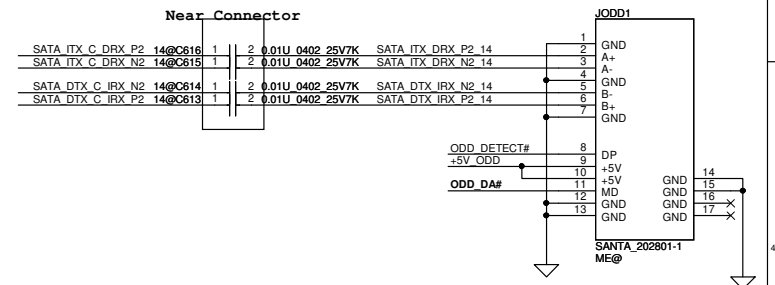 Near Connector
JODD1
SATA_ITX_C_DRX_P2 14@C616 1 2 0.01U_0402_25V7K SATA_ITX_DRX_P2_14
SATA_ITX_C_DRX_N2 14@C615 1 2 0.01U_0402_25V7K SATA_ITX_DRX_N2_14
SATA_DTX_C_IRX_N2 14@C614 1 2 0.01U_0402_25V7K SATA_DTX_IRX_N2_14
SATA_DTX_C_IRX_P2 14@C613 1 2 0.01U_0402_25V7K SATA_DTX_IRX_P2_14
1 GND
2 A+
3 A-
4 GND
5 B-
6 B+
7 GND
ODD_DETECT# 8 DP
+5V_ODD 9 +5V
10 +5V GND 14
ODD_DA# 11 MD GND 15
12 GND GND 16
13 GND GND 17
SANTA_202801-1
ME@
4